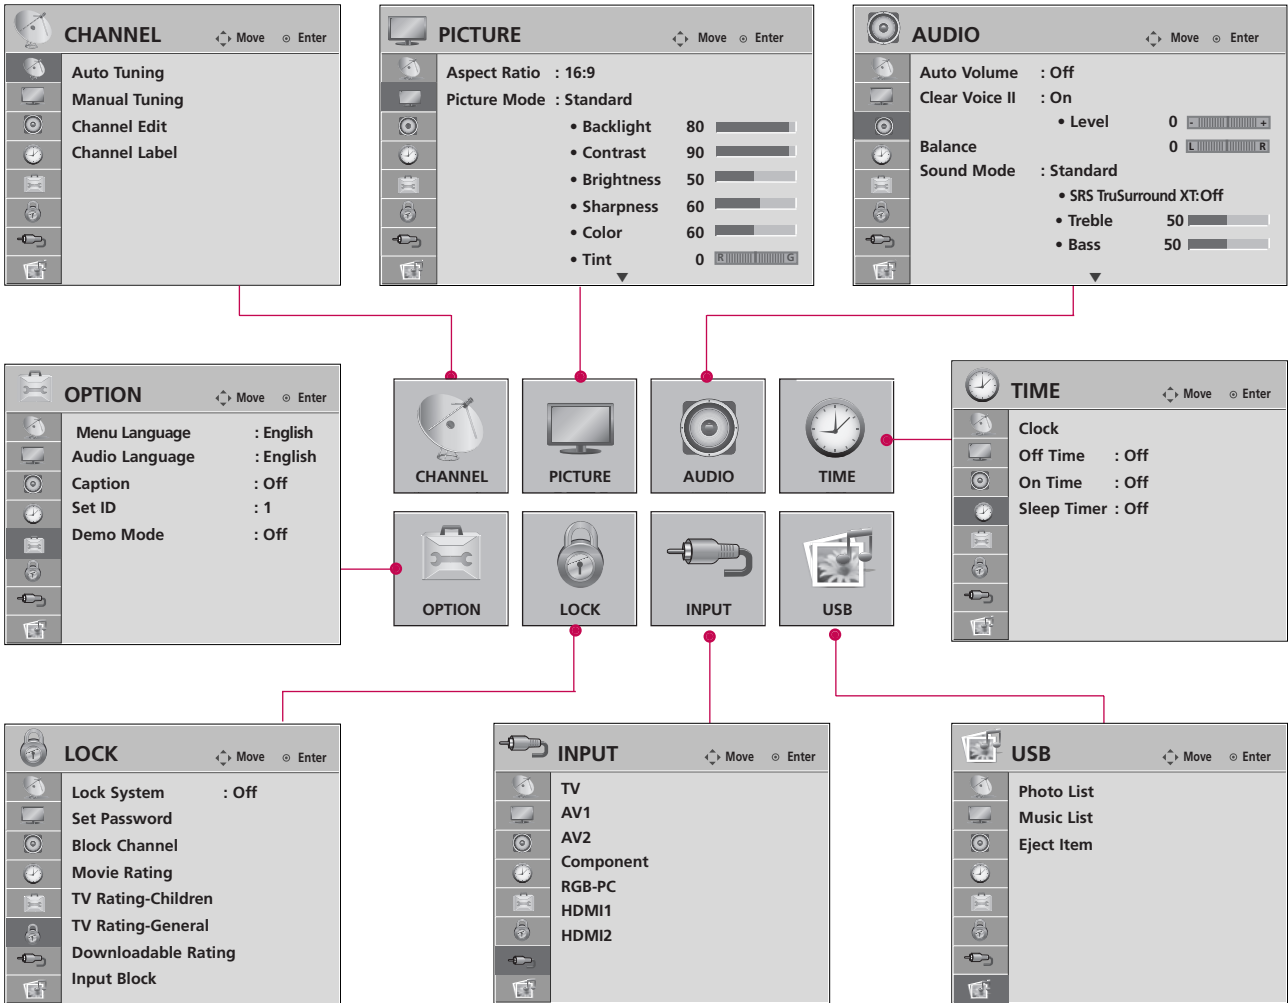 CHANNEL Move Enter
Auto Tuning
Manual Tuning
Channel Edit
Channel Label
PICTURE Move Enter
Aspect Ratio : 16:9
Picture Mode : Standard
• Backlight 80
• Contrast 90
• Brightness 50
• Sharpness 60
• Color 60
• Tint 0 R G
AUDIO Move Enter
Auto Volume : Off
Clear Voice II : On
• Level 0 - +
Balance 0 L R
Sound Mode : Standard
• SRS TruSurround XT:Off
• Treble 50
• Bass 50
OPTION Move Enter
Menu Language : English
Audio Language : English
Caption : Off
Set ID : 1
Demo Mode : Off
CHANNEL
PICTURE
AUDIO
TIME
OPTION
LOCK
INPUT
USB
TIME Move Enter
Clock
Off Time : Off
On Time : Off
Sleep Timer : Off
LOCK Move Enter
Lock System : Off
Set Password
Block Channel
Movie Rating
TV Rating-Children
TV Rating-General
Downloadable Rating
Input Block
INPUT Move Enter
TV
AV1
AV2
Component
RGB-PC
HDMI1
HDMI2
USB Move Enter
Photo List
Music List
Eject Item